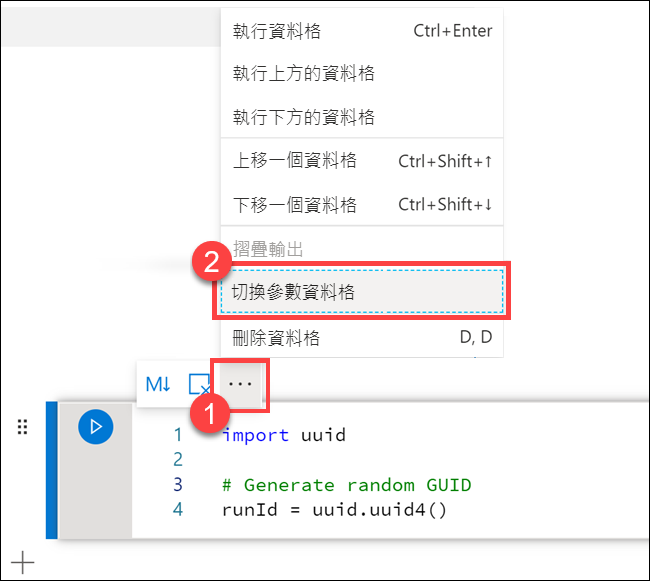 執行資料格 Ctrl+Enter
執行上方的資料格
執行下方的資料格
上移一個資料格 Ctrl+Shift+↑
下移一個資料格 Ctrl+Shift+↓
摺疊輸出
2
切換參數資料格
刪除資料格 D, D
M↓ ···
1
1 import uuid
2
3 # Generate random GUID
4 runId = uuid.uuid4()